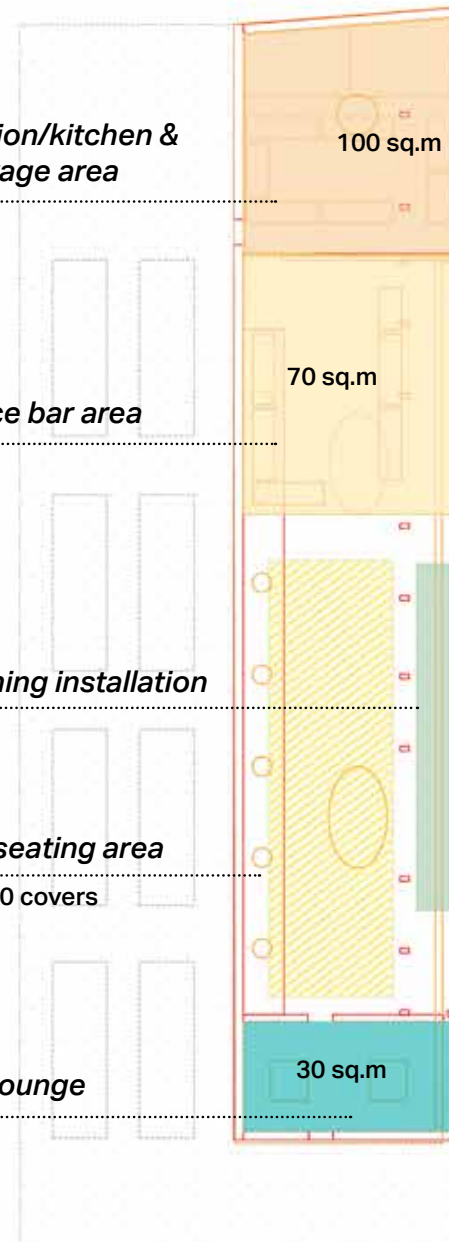 ion/kitchen &
age area
100 sq.m
70 sq.m
ce bar area
ning installation
seating area
0 covers
ounge
30 sq.m